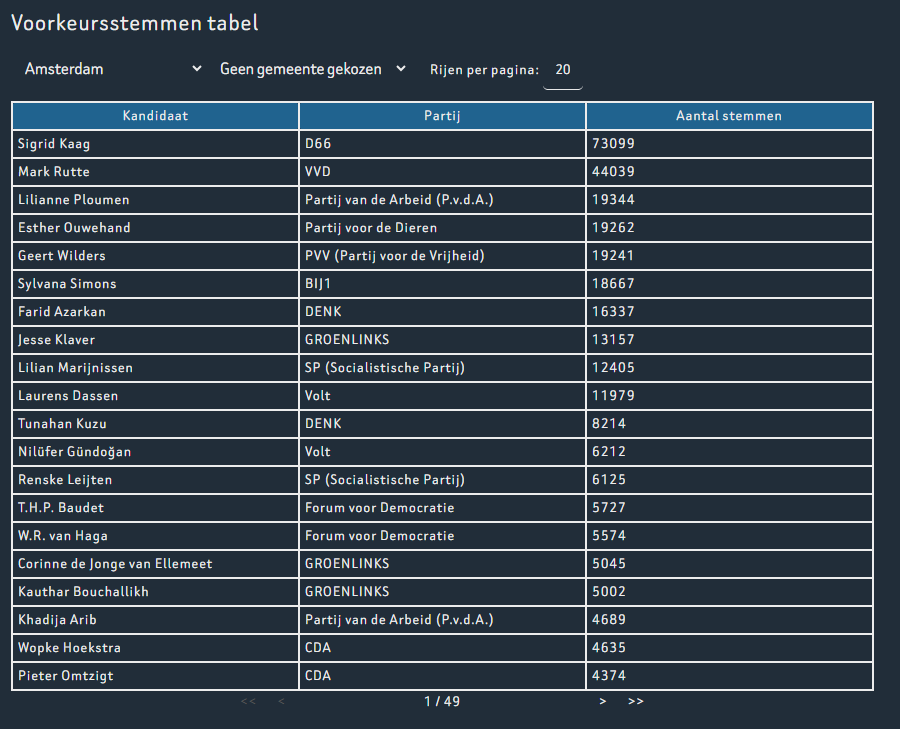 Voorkeursstemmen tabel
Amsterdam Geen gemeente gekozen Rijen per pagina: 20
Kandidaat Partij Aantal stemmen
Sigrid Kaag D66 73099
Mark Rutte VVD 44039
Lilianne Ploumen Partij van de Arbeid (P.v.d.A.) 19344
Esther Ouwehand Partij voor de Dieren 19262
Geert Wilders PVV (Partij voor de Vrijheid) 19241
Sylvana Simons BIJ1 18667
Farid Azarkan DENK 16337
Jesse Klaver GROENLINKS 13157
Lilian Marijnissen SP (Socialistische Partij) 12405
Laurens Dassen Volt 11979
Tunahan Kuzu DENK 8214
Nilüfer Gündoğan Volt 6212
Renske Leijten SP (Socialistische Partij) 6125
T.H.P. Baudet Forum voor Democratie 5727
W.R. van Haga Forum voor Democratie 5574
Corinne de Jonge van Ellemeet GROENLINKS 5045
Kauthar Bouchallikh GROENLINKS 5002
Khadija Arib Partij van de Arbeid (P.v.d.A.) 4689
Wopke Hoekstra CDA 4635
Pieter Omtzigt CDA 4374
<< < 1 / 49 > >>